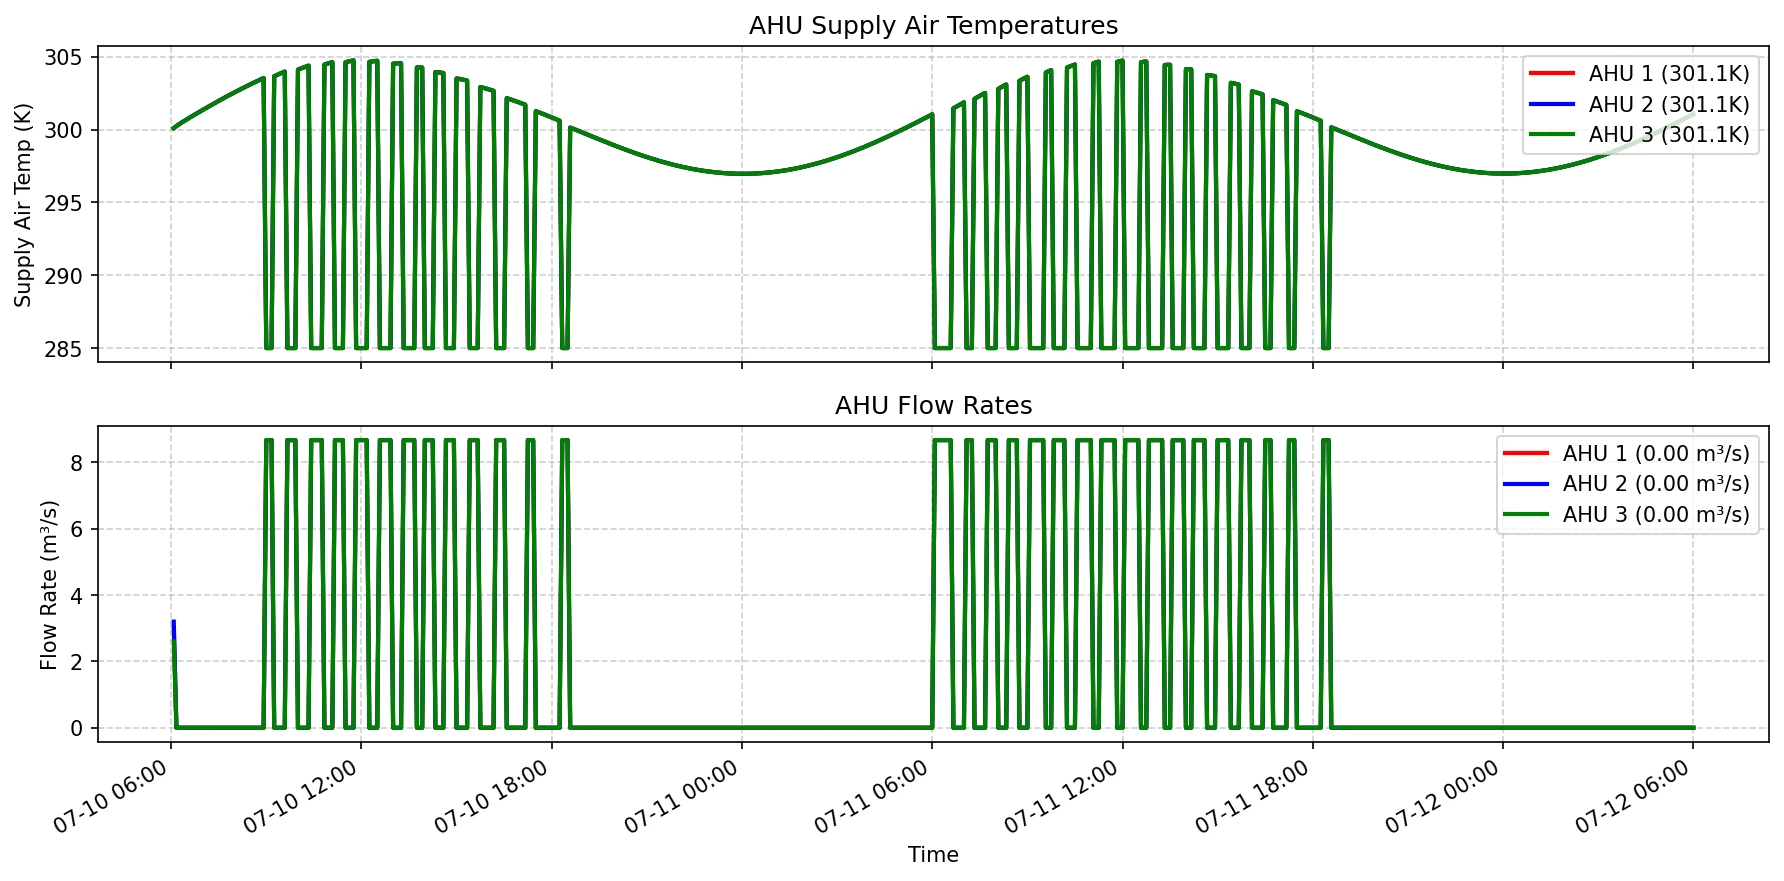 AHU Supply Air Temperatures
Supply Air Temp (K)
305
300
295
290
285
AHU 1 (301.1K)
AHU 2 (301.1K)
AHU 3 (301.1K)
AHU Flow Rates
Flow Rate (m³/s)
8
6
4
2
0
AHU 1 (0.00 m³/s)
AHU 2 (0.00 m³/s)
AHU 3 (0.00 m³/s)
07-10 06:00
07-10 12:00
07-10 18:00
07-11 00:00
07-11 06:00
07-11 12:00
07-11 18:00
07-12 00:00
07-12 06:00
Time